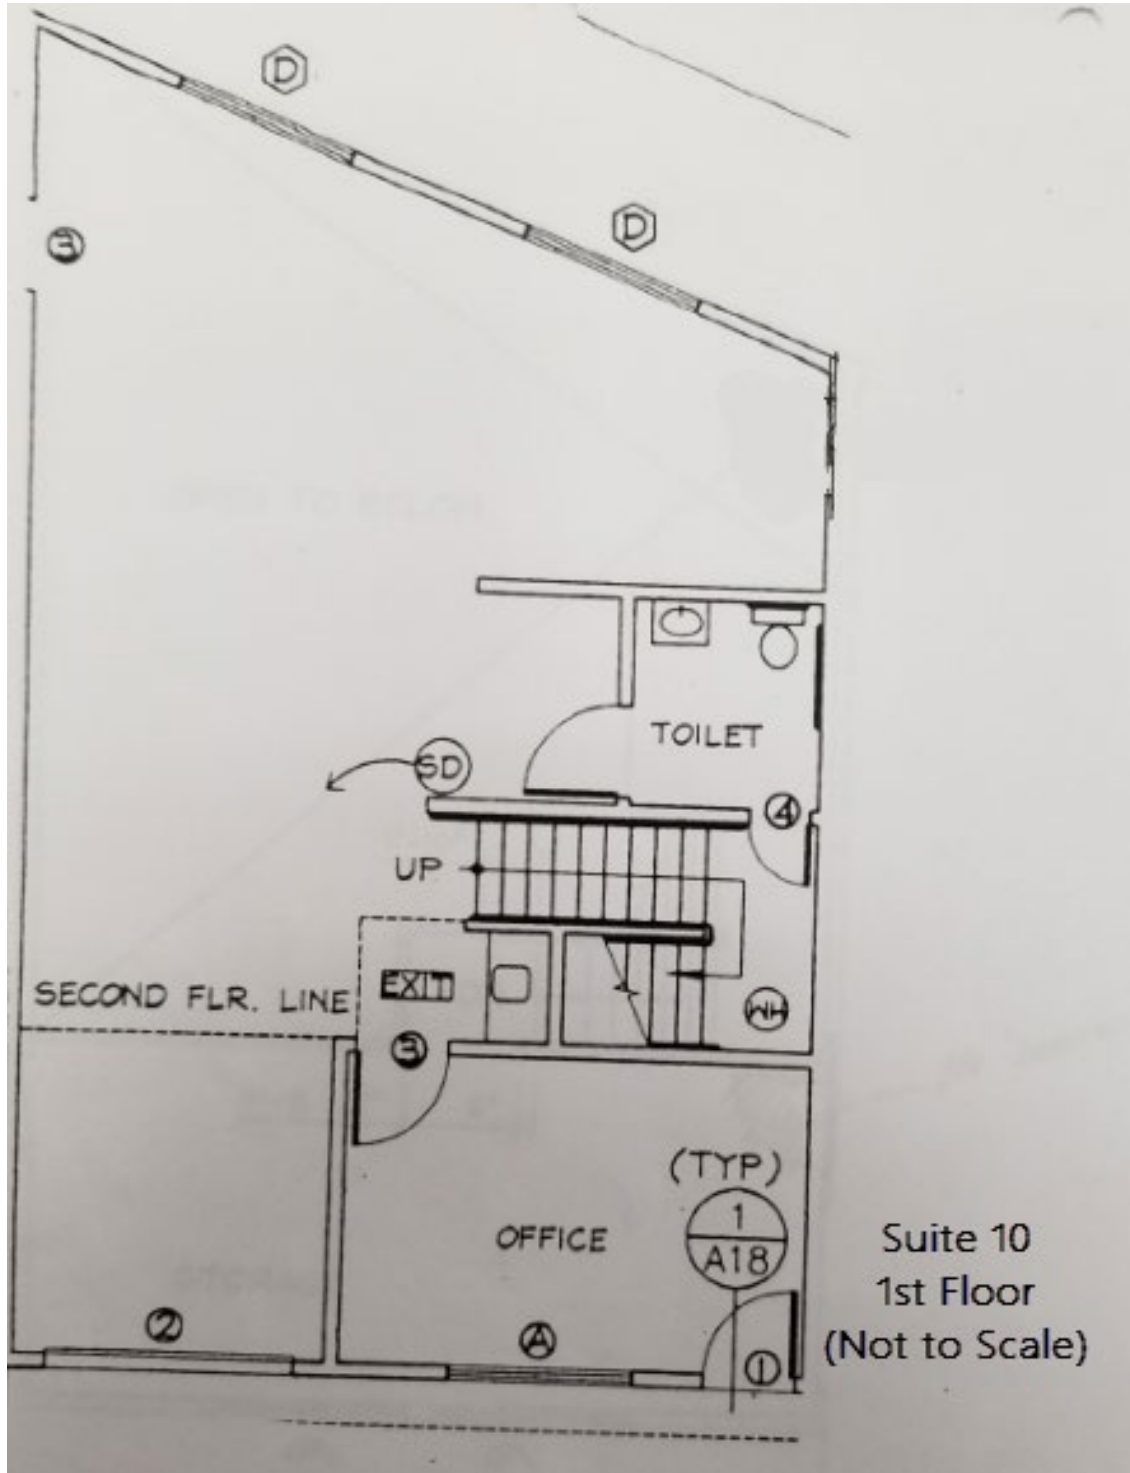 D
D
3
TOILET
SD
4
UP
EXIT
SECOND FLR. LINE
WH
3
(TYP)
1
A18
OFFICE
Suite 10
1st Floor
(Not to Scale)
2
A
1